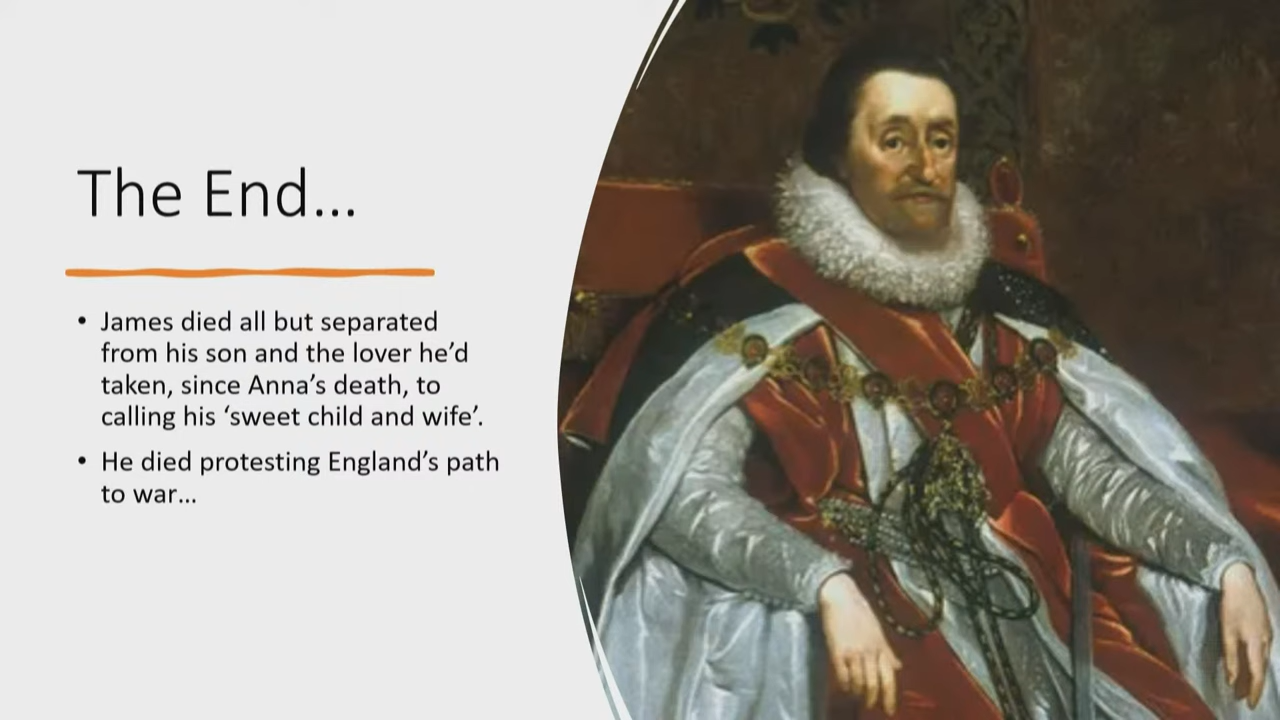 The End…
• James died all but separated
from his son and the lover he’d
taken, since Anna’s death, to
calling his ‘sweet child and wife’.
• He died protesting England’s path
to war…